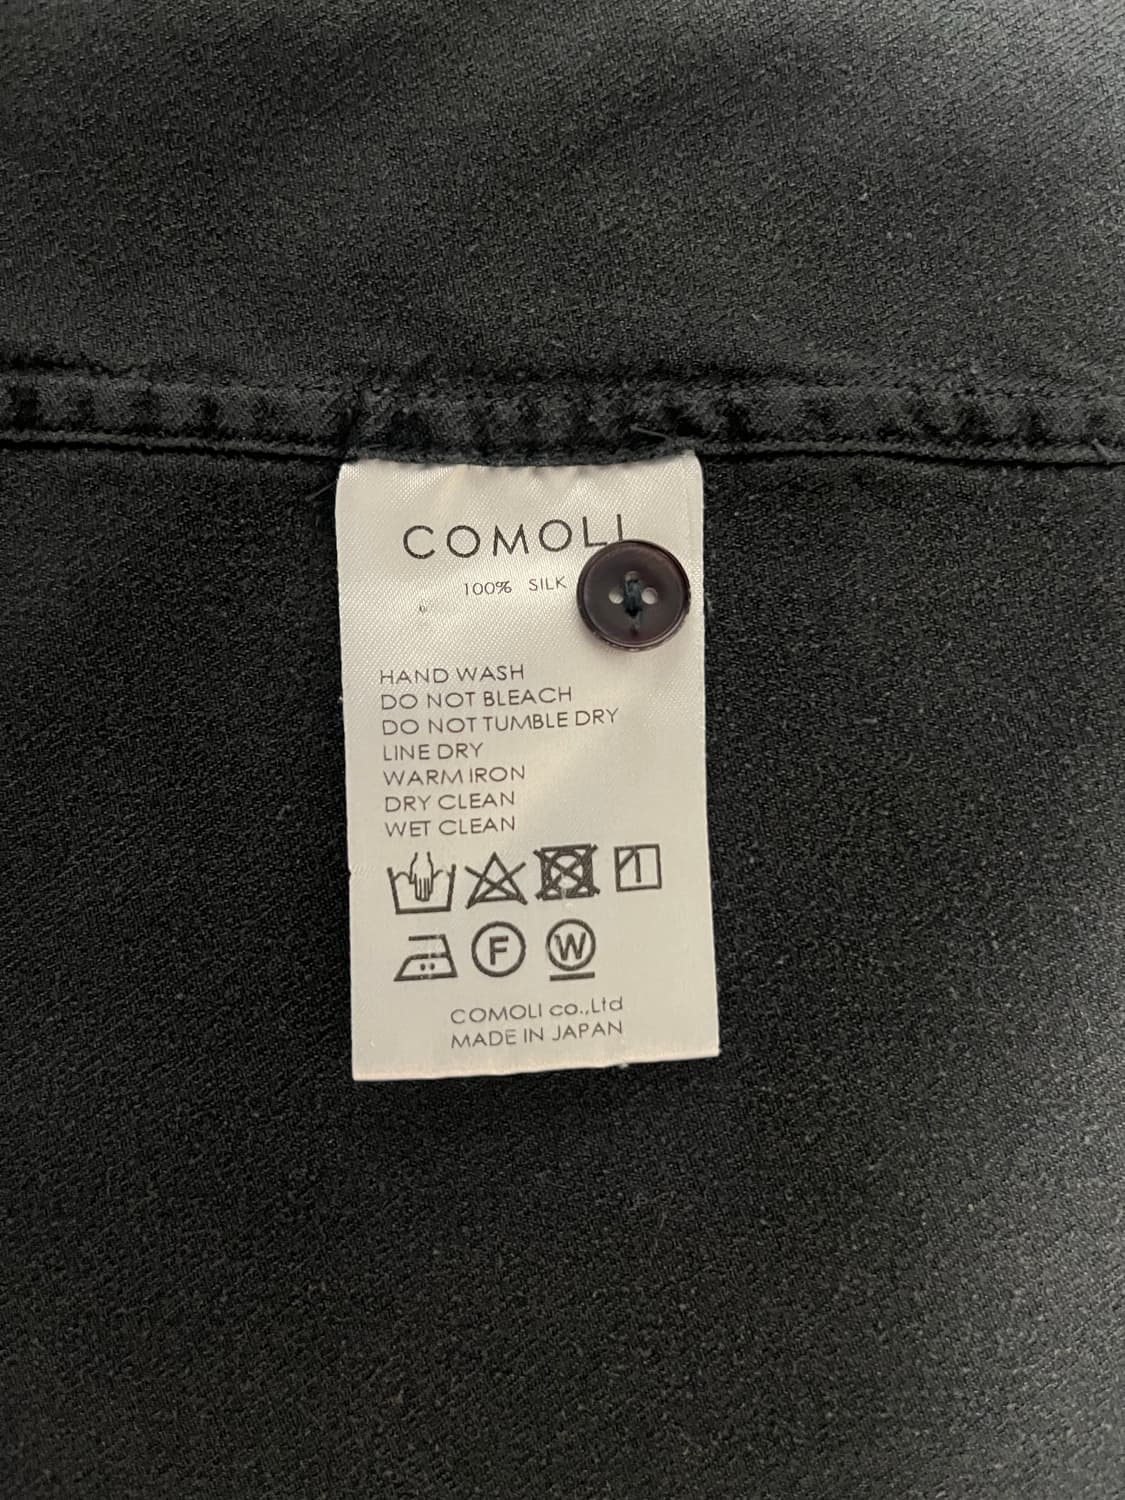 COMOLI
100% SILK
HAND WASH
DO NOT BLEACH
DO NOT TUMBLE DRY
LINE DRY
WARM IRON
DRY CLEAN
WET CLEAN
F W
COMOLI co.,Ltd
MADE IN JAPAN